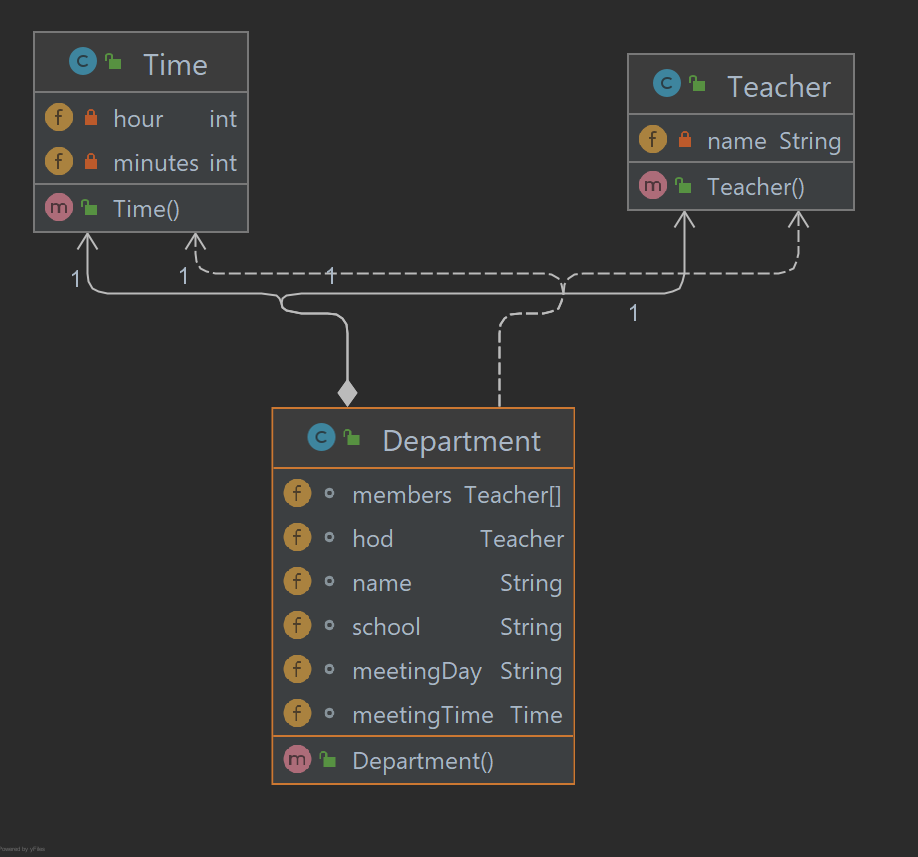 Time
hour int
minutes int
Time()
Teacher
name String
Teacher()
1
1
1
1
Department
members Teacher[]
hod Teacher
name String
school String
meetingDay String
meetingTime Time
Department()
Powered by yFiles